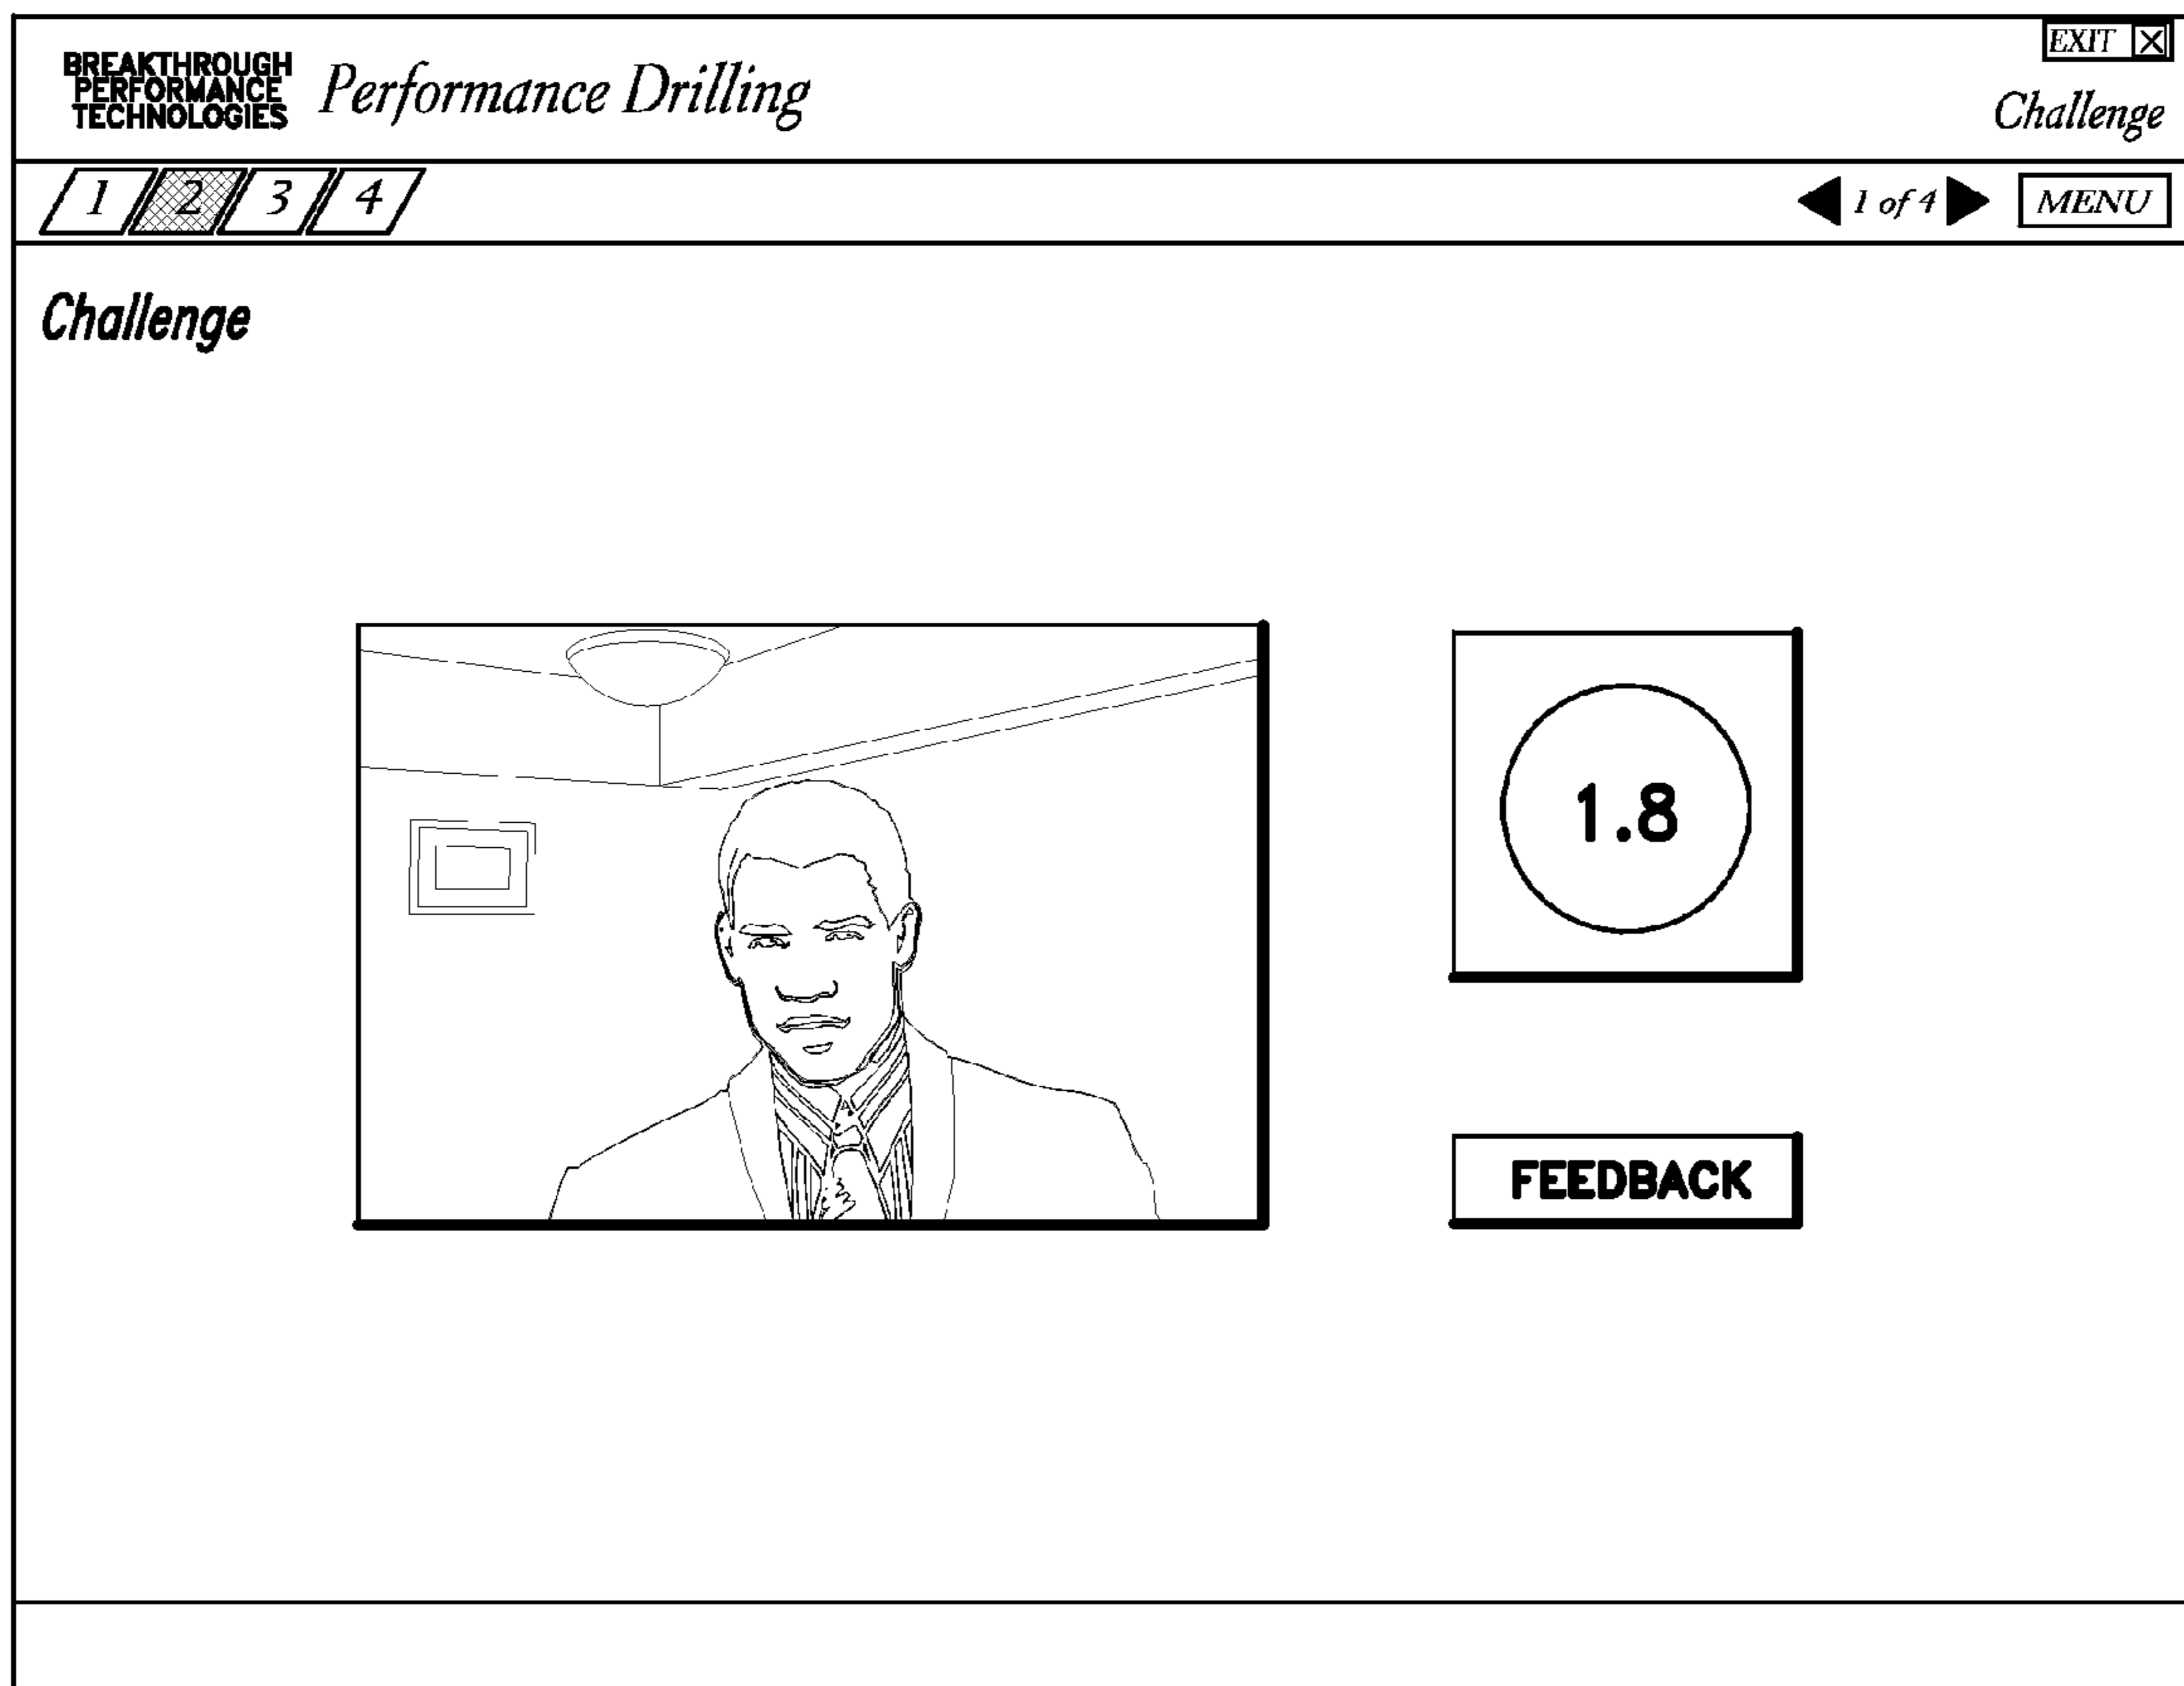 BREAKTHROUGH
PERFORMANCE
TECHNOLOGIES
Performance Drilling
EXIT X
Challenge
1 2 3 4
1 of 4
MENU
Challenge
1.8
FEEDBACK